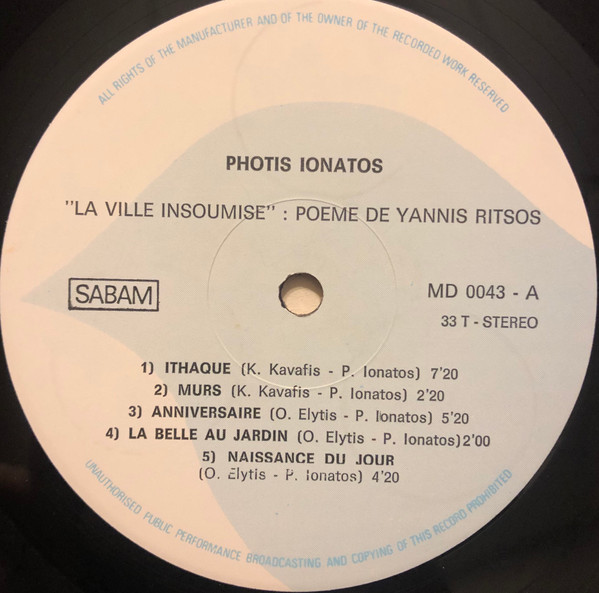 ALL RIGHTS OF THE MANUFACTURER AND OF THE OWNER OF THE RECORDED WORK RESERVED
PHOTIS IONATOS
"LA VILLE INSOUMISE" : POEME DE YANNIS RITSOS
SABAM
MD 0043 - A
33 T - STEREO
1) ITHAQUE (K. Kavafis - P. Ionatos) 7'20
2) MURS (K. Kavafis - P. Ionatos) 2'20
3) ANNIVERSAIRE (O. Elytis - P. Ionatos) 5'20
4) LA BELLE AU JARDIN (O. Elytis - P. Ionatos) 2'00
5) NAISSANCE DU JOUR
(O. Elytis - P. Ionatos) 4'20
UNAUTHORISED PUBLIC PERFORMANCE BROADCASTING AND COPYING OF THIS RECORD PROHIBITED